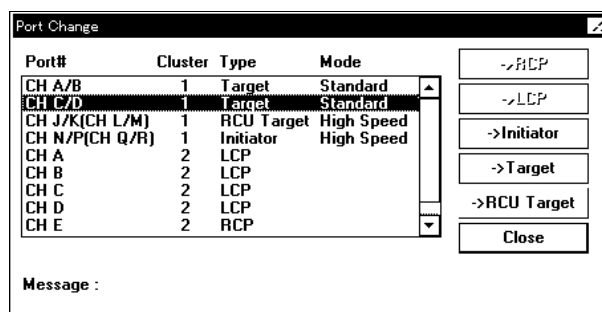 Port Change
Port# Cluster Type Mode
CH A/B 1 Target Standard
CH C/D 1 Target Standard
CH J/K(CH L/M) 1 RCU Target High Speed
CH N/P(CH Q/R) 1 Initiator High Speed
CH A 2 LCP
CH B 2 LCP
CH C 2 LCP
CH D 2 LCP
CH E 2 RCP
->RCP
->LCP
->Initiator
->Target
->RCU Target
Close
Message :